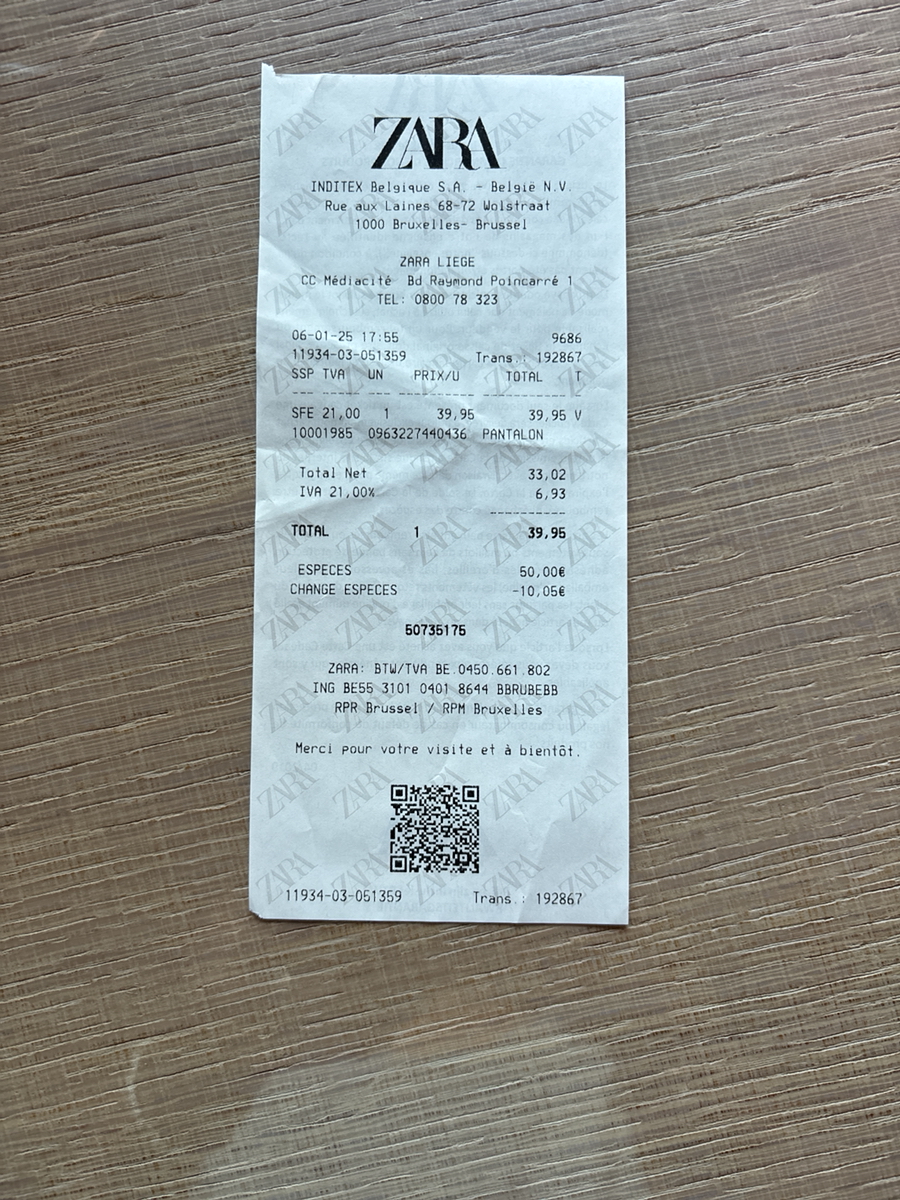 ZARA
INDITEX Belgique S.A. - België N.V.
Rue aux Laines 68-72 Wolstraat
1000 Bruxelles- Brussel
ZARA LIEGE
CC Médiacité Bd Raymond Poincarré 1
TEL: 0800 78 323
06-01-25 17:55 9686
11934-03-051359 Trans.: 192867
SSP TVA UN PRIX/U TOTAL T
SFE 21,00 1 39,95 39,95 V
10001985 0963227440436 PANTALON
Total Net 33,02
IVA 21,00% 6,93
TOTAL 1 39,95
ESPECES 50,00€
CHANGE ESPECES -10,05€
50735175
ZARA: BTW/TVA BE.0450.661.802
ING BE55 3101 0401 8644 BBRUBEBB
RPR Brussel / RPM Bruxelles
Merci pour votre visite et à bientôt.
11934-03-051359 Trans.: 192867